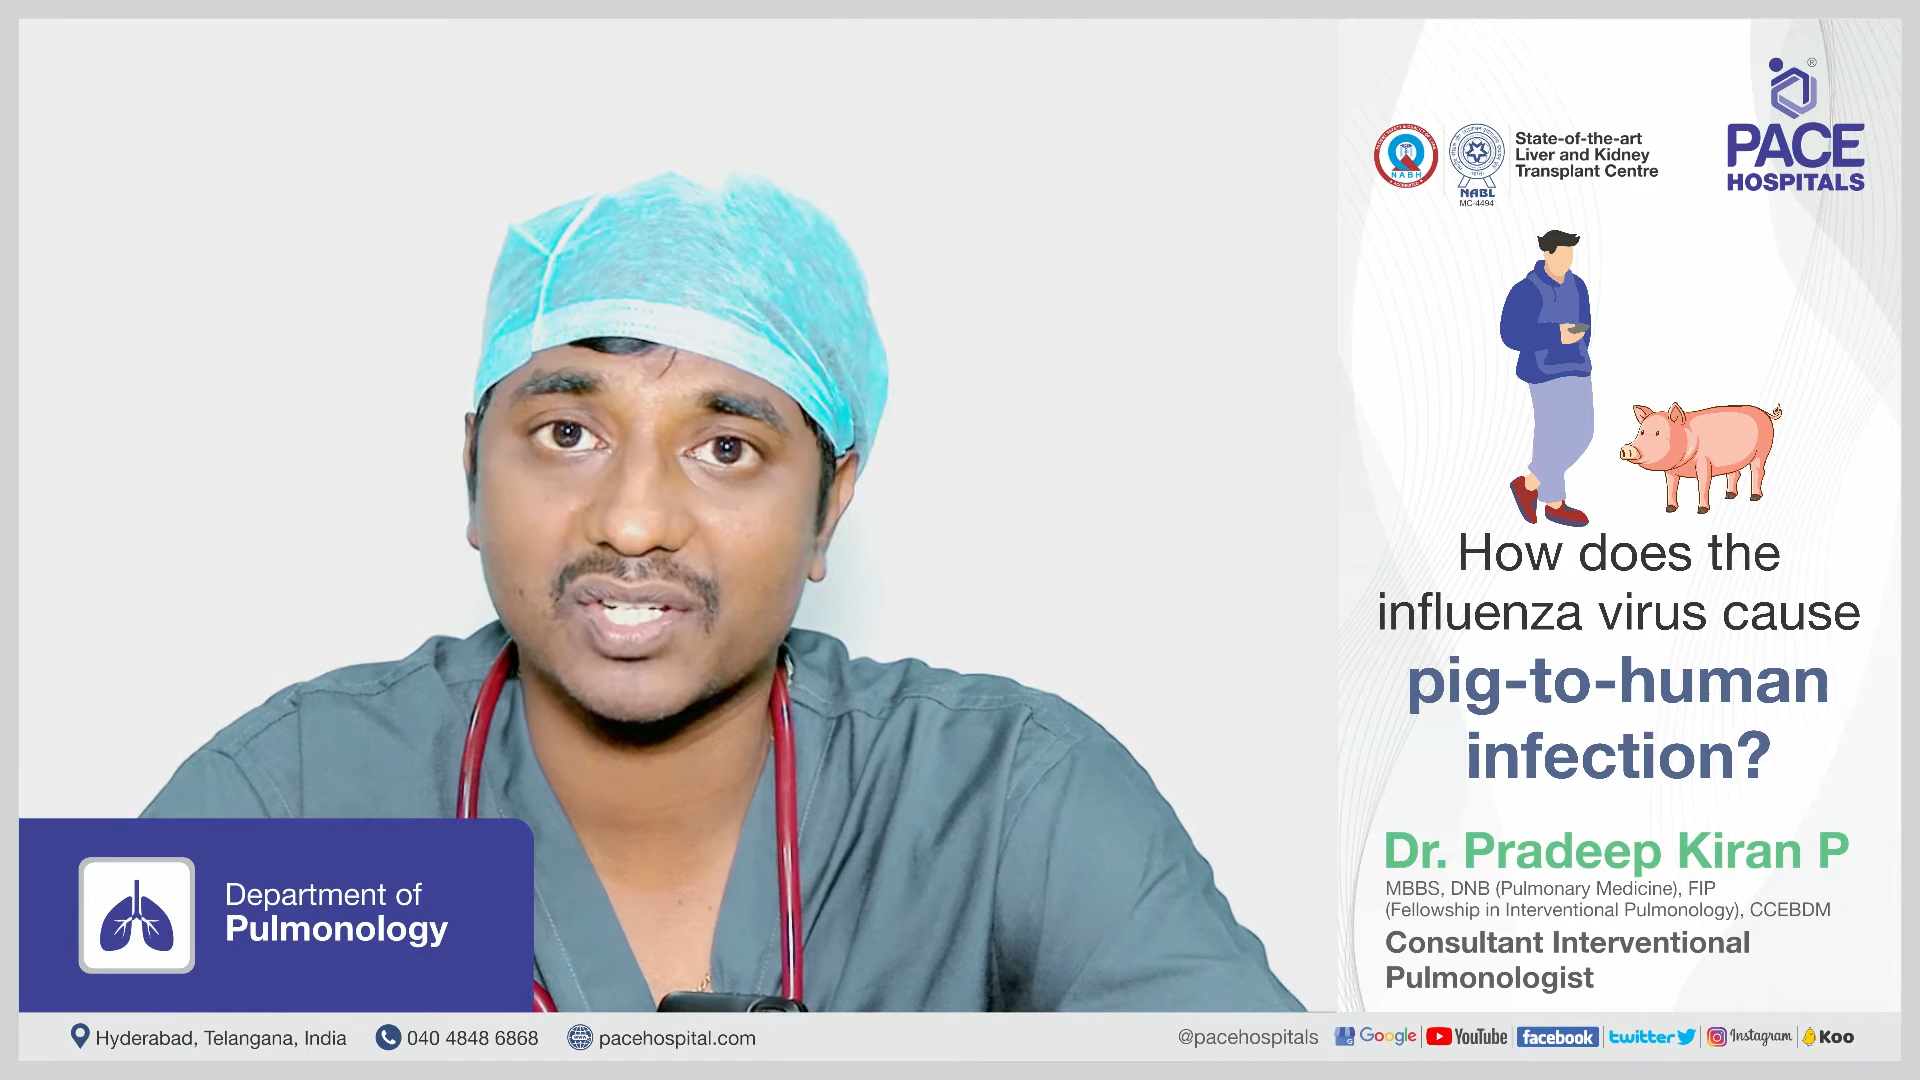 NABH
NABL
MC-4494
State-of-the-art
Liver and Kidney
Transplant Centre
®
PACE
HOSPITALS
How does the
influenza virus cause
pig-to-human
infection?
Dr. Pradeep Kiran P
MBBS, DNB (Pulmonary Medicine), FIP
(Fellowship in Interventional Pulmonology), CCEBDM
Consultant Interventional
Pulmonologist
Department of
Pulmonology
Hyderabad, Telangana, India
040 4848 6868
pacehospital.com
@pacehospitals
Google
YouTube
facebook
twitter
Instagram
Koo